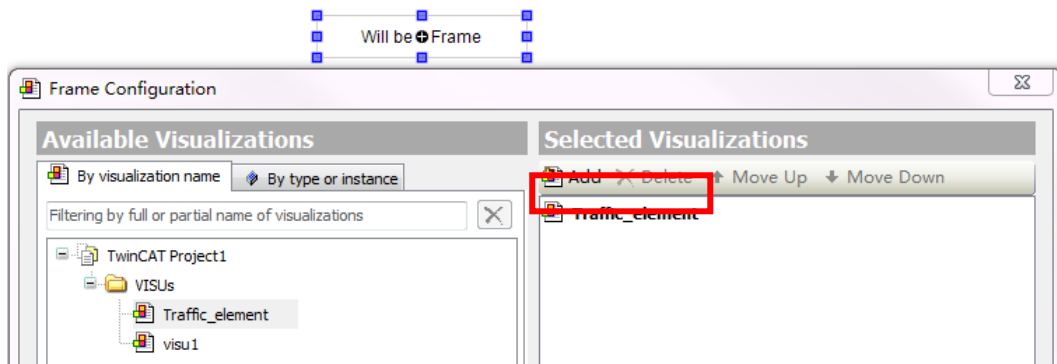 Will be Frame
Frame Configuration
Available Visualizations
Selected Visualizations
By visualization name
By type or instance
Add Delete Move Up Move Down
Filtering by full or partial name of visualizations
Traffic_element
TwinCAT Project1
VISUs
Traffic_element
visu1